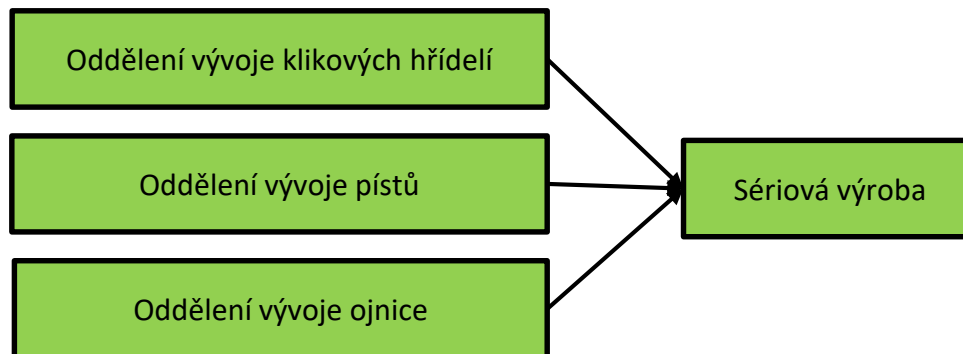 Oddělení vývoje klikových hřídelí
Oddělení vývoje pístů
Sériová výroba
Oddělení vývoje ojnice